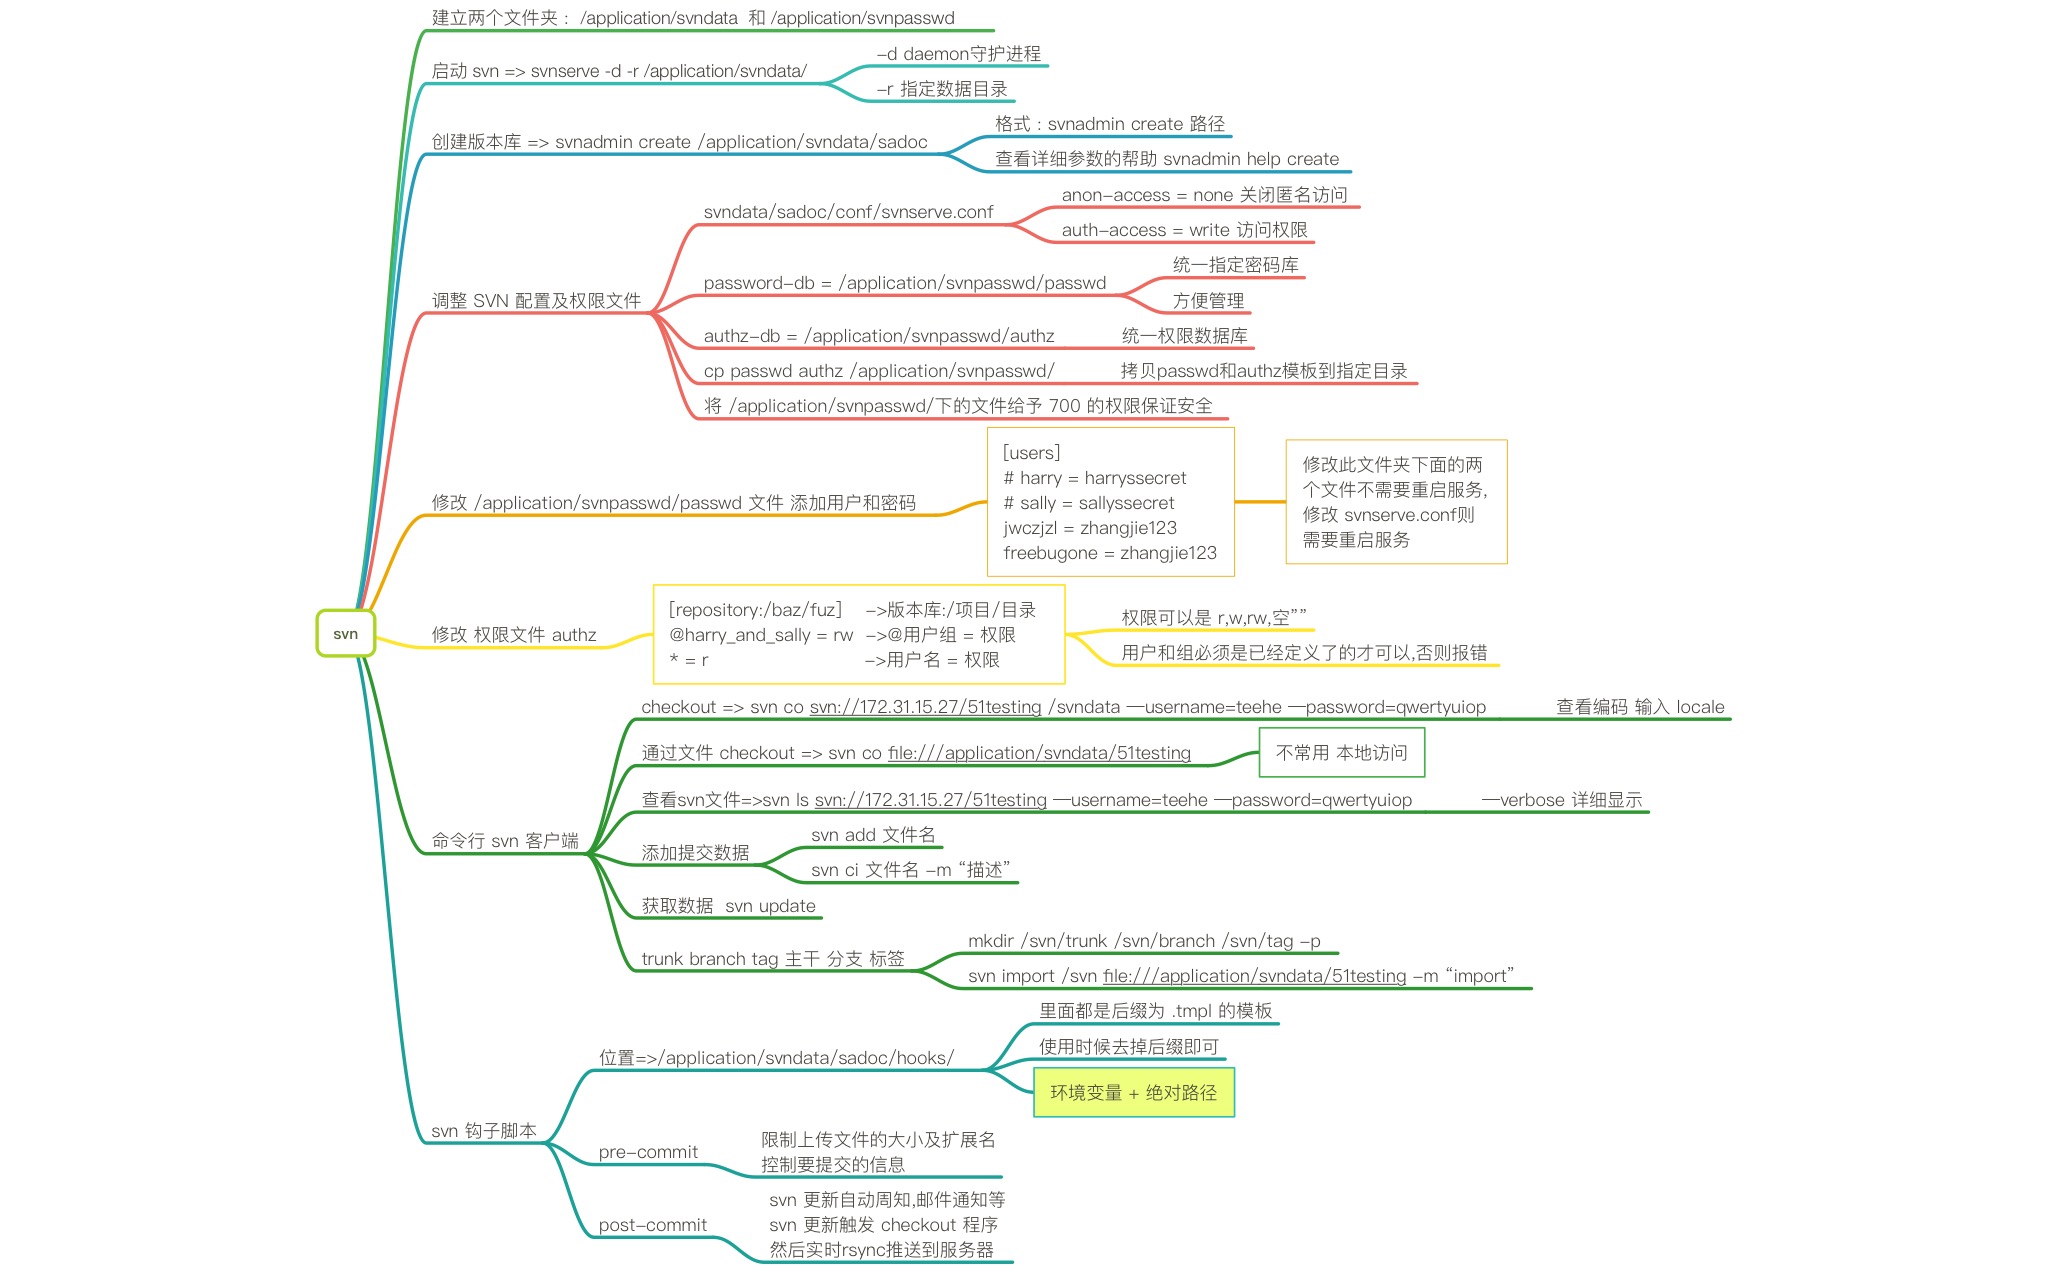 建立两个文件夹： /application/svndata 和 /application/svnpasswd
启动 svn => svnserve -d -r /application/svndata/
-d daemon守护进程
-r 指定数据目录
创建版本库 => svnadmin create /application/svndata/sadoc
格式：svnadmin create 路径
查看详细参数的帮助 svnadmin help create
调整 SVN 配置及权限文件
svndata/sadoc/conf/svnserve.conf
anon-access = none 关闭匿名访问
auth-access = write 访问权限
password-db = /application/svnpasswd/passwd
统一指定密码库
方便管理
authz-db = /application/svnpasswd/authz
统一权限数据库
cp passwd authz /application/svnpasswd/
拷贝passwd和authz模板到指定目录
将 /application/svnpasswd/下的文件给予 700 的权限保证安全
修改 /application/svnpasswd/passwd 文件 添加用户和密码
[users]
# harry = harryssecret
# sally = sallyssecret
jwczjzl = zhangjie123
freebugone = zhangjie123
修改此文件夹下面的两
个文件不需要重启服务,
修改 svnserve.conf则
需要重启服务
svn
修改 权限文件 authz
[repository:/baz/fuz] ->版本库:/项目/目录
@harry_and_sally = rw ->@用户组 = 权限
* = r ->用户名 = 权限
权限可以是 r,w,rw,空””
用户和组必须是已经定义了的才可以,否则报错
命令行 svn 客户端
checkout => svn co svn://172.31.15.27/51testing /svndata —username=teehe —password=qwertyuiop
查看编码 输入 locale
通过文件 checkout => svn co file:///application/svndata/51testing
不常用 本地访问
查看svn文件=>svn ls svn://172.31.15.27/51testing —username=teehe —password=qwertyuiop
—verbose 详细显示
添加提交数据
svn add 文件名
svn ci 文件名 -m “描述”
获取数据 svn update
trunk branch tag 主干 分支 标签
mkdir /svn/trunk /svn/branch /svn/tag -p
svn import /svn file:///application/svndata/51testing -m “import”
svn 钩子脚本
位置=>/application/svndata/sadoc/hooks/
里面都是后缀为 .tmpl 的模板
使用时候去掉后缀即可
环境变量 + 绝对路径
pre-commit
限制上传文件的大小及扩展名
控制要提交的信息
post-commit
svn 更新自动周知,邮件通知等
svn 更新触发 checkout 程序
然后实时rsync推送到服务器